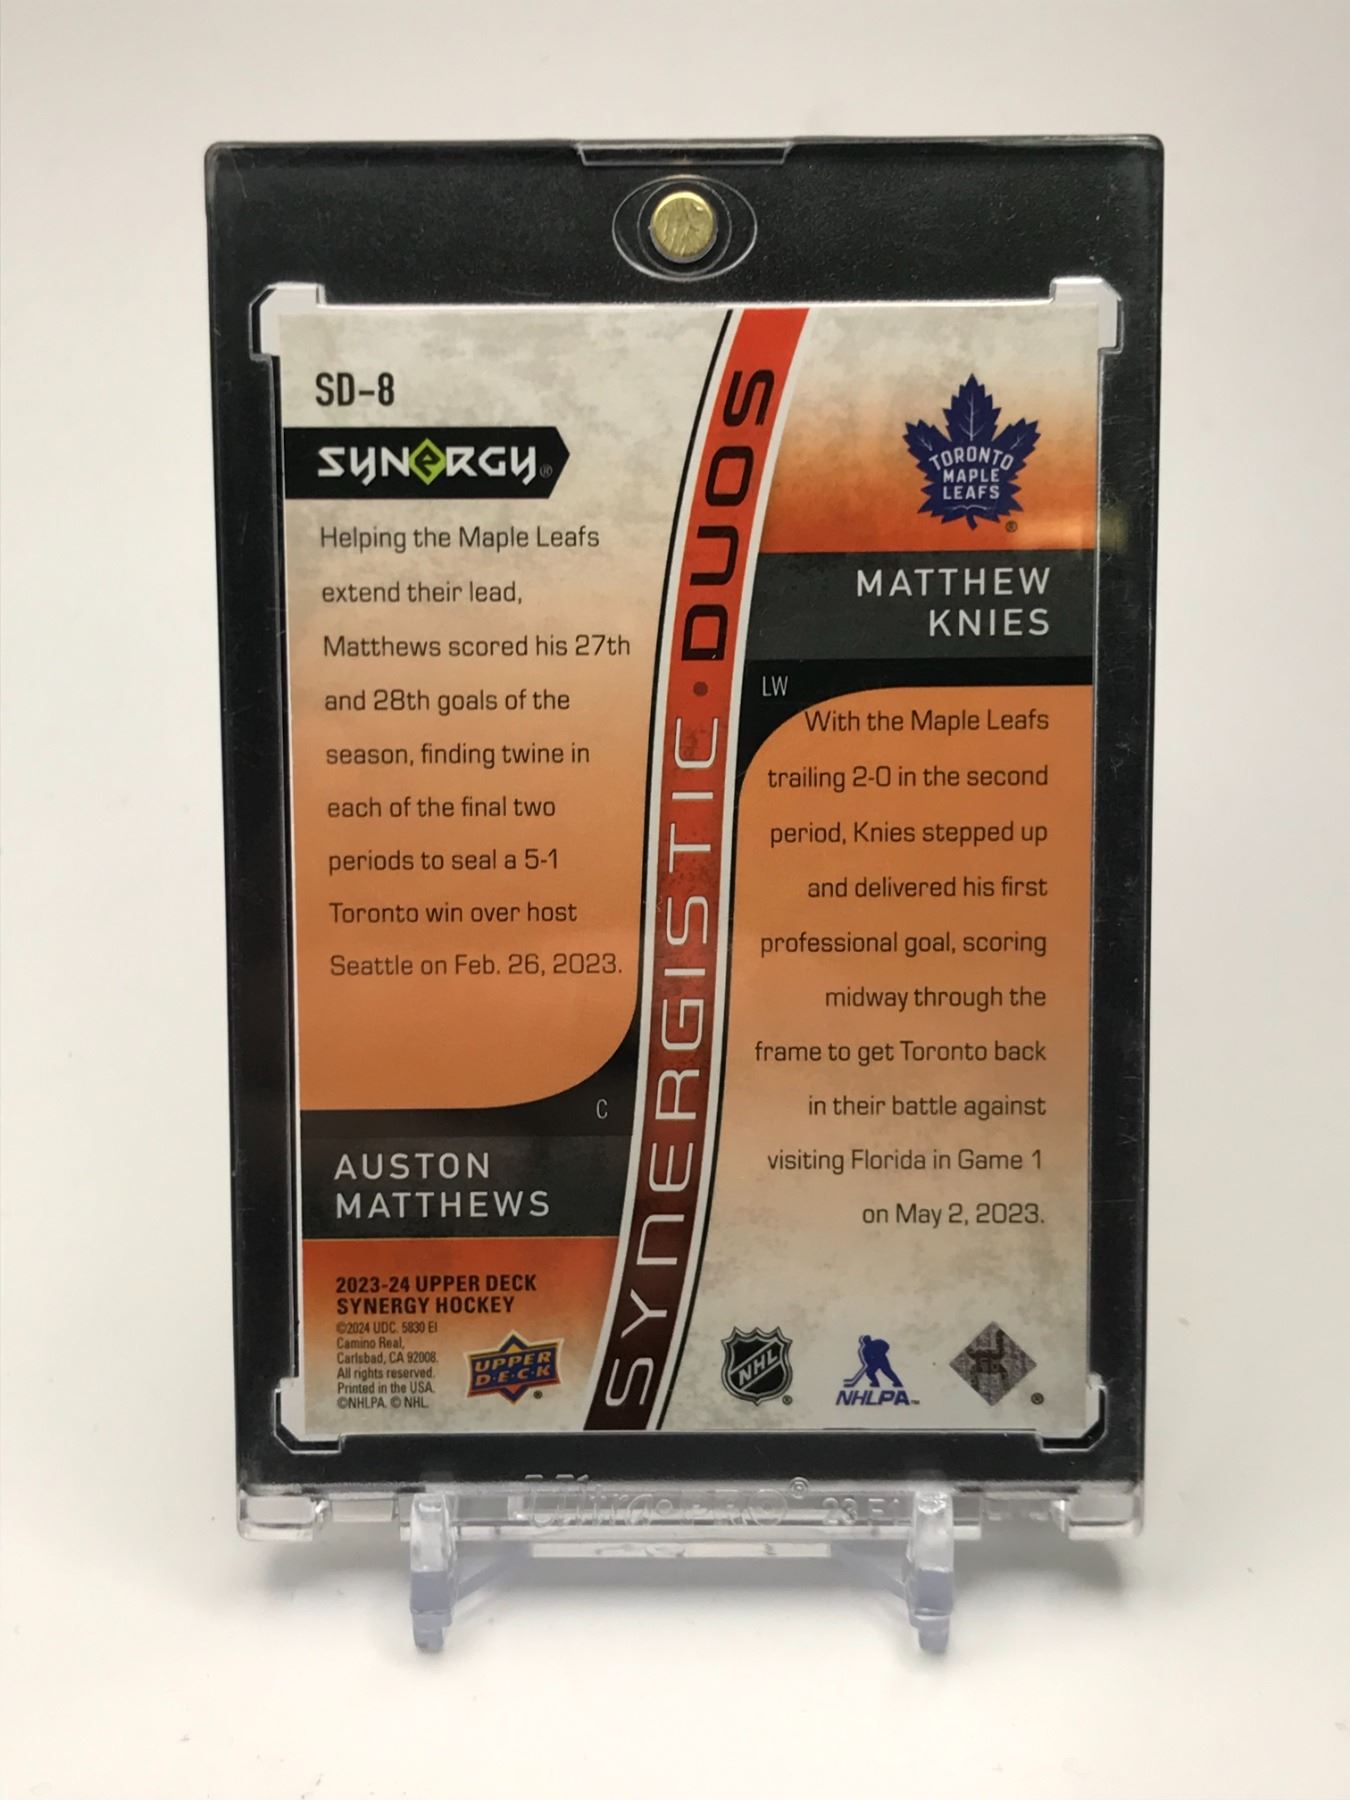 SD-8
SYNERGY®
Helping the Maple Leafs
extend their lead,
Matthews scored his 27th
and 28th goals of the
season, finding twine in
each of the final two
periods to seal a 5-1
Toronto win over host
Seattle on Feb. 26, 2023.
C
AUSTON
MATTHEWS
2023-24 UPPER DECK
SYNERGY HOCKEY
©2024 UDC. 5830 El
Camino Real,
Carlsbad, CA 92008.
All rights reserved.
Printed in the USA.
©NHLPA. © NHL.
UPPER
D·E·C·K
®
SYNERGISTIC · DUOS
TORONTO
MAPLE
LEAFS
®
MATTHEW
KNIES
LW
With the Maple Leafs
trailing 2-0 in the second
period, Knies stepped up
and delivered his first
professional goal, scoring
midway through the
frame to get Toronto back
in their battle against
visiting Florida in Game 1
on May 2, 2023.
NHL
®
NHLPA™
®
Ultra·PRO®